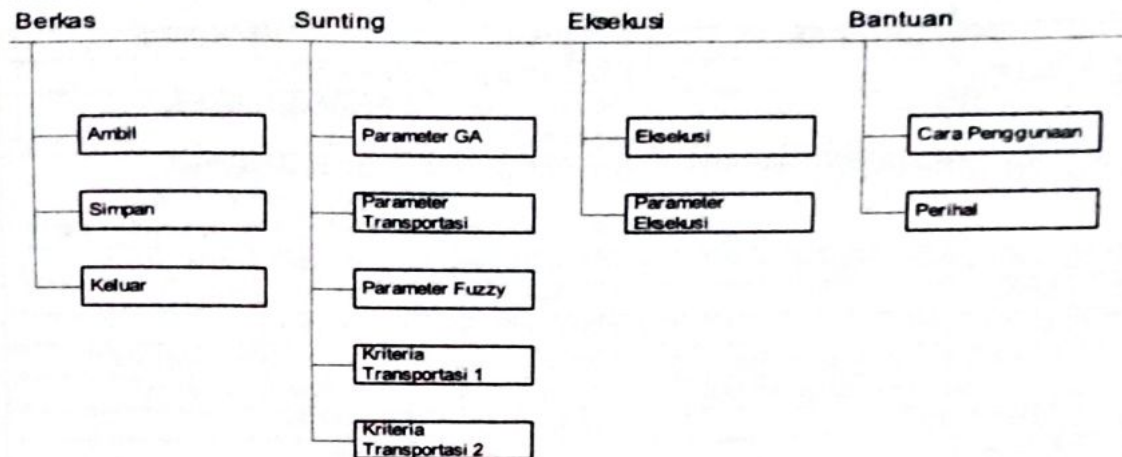 Berkas
Sunting
Eksekusi
Bantuan
Ambil
Simpan
Keluar
Parameter GA
Parameter
Transportasi
Parameter Fuzzy
Kriteria
Transportasi 1
Kriteria
Transportasi 2
Eksekusi
Parameter
Eksekusi
Cara Penggunaan
Perihal